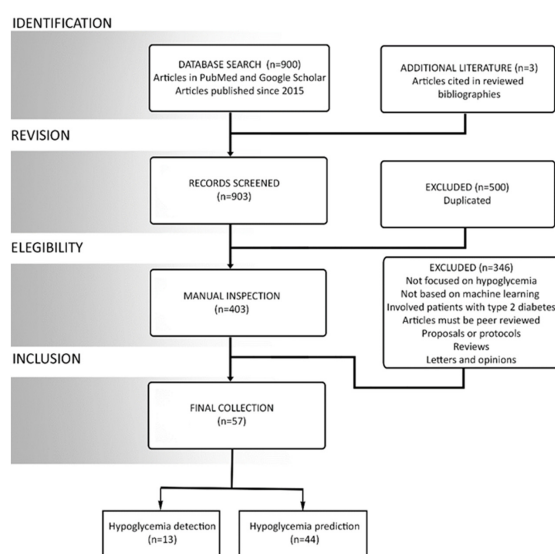 IDENTIFICATION
DATABASE SEARCH (n=900)
Articles in PubMed and Google Scholar
Articles published since 2015
ADDITIONAL LITERATURE (n=3)
Articles cited in reviewed
bibliographies
REVISION
RECORDS SCREENED
(n=903)
EXCLUDED (n=500)
Duplicated
ELEGIBILITY
MANUAL INSPECTION
(n=403)
EXCLUDED (n=346)
Not focused on hypoglycemia
Not based on machine learning
Involved patients with type 2 diabetes
Articles must be peer reviewed
Proposals or protocols
Reviews
Letters and opinions
INCLUSION
FINAL COLLECTION
(n=57)
Hypoglycemia detection
(n=13)
Hypoglycemia prediction
(n=44)